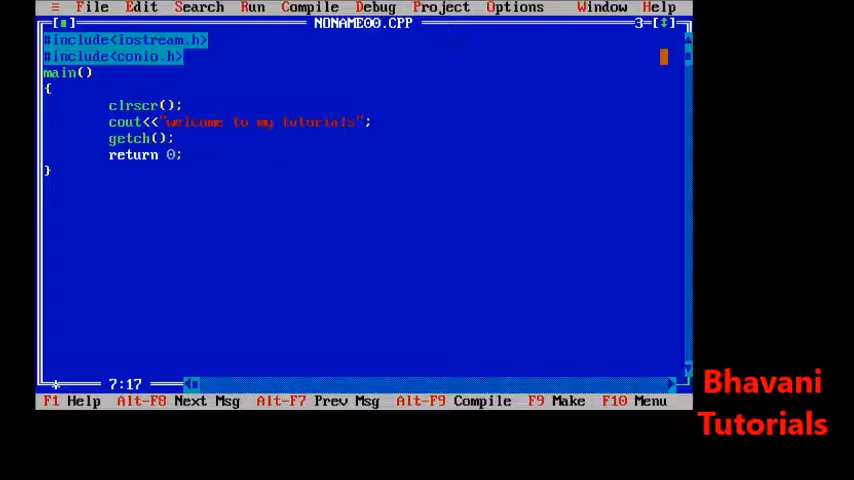 ≡ File Edit Search Run Compile Debug Project Options Window Help
[■] NONAME00.CPP 3=[↕]
#include<iostream.h>
#include<conio.h>
main()
{
clrscr();
cout<<"welcome to my tutorials";
getch();
return 0;
}
* 7:17
F1 Help Alt-F8 Next Msg Alt-F7 Prev Msg Alt-F9 Compile F9 Make F10 Menu
Bhavani
Tutorials